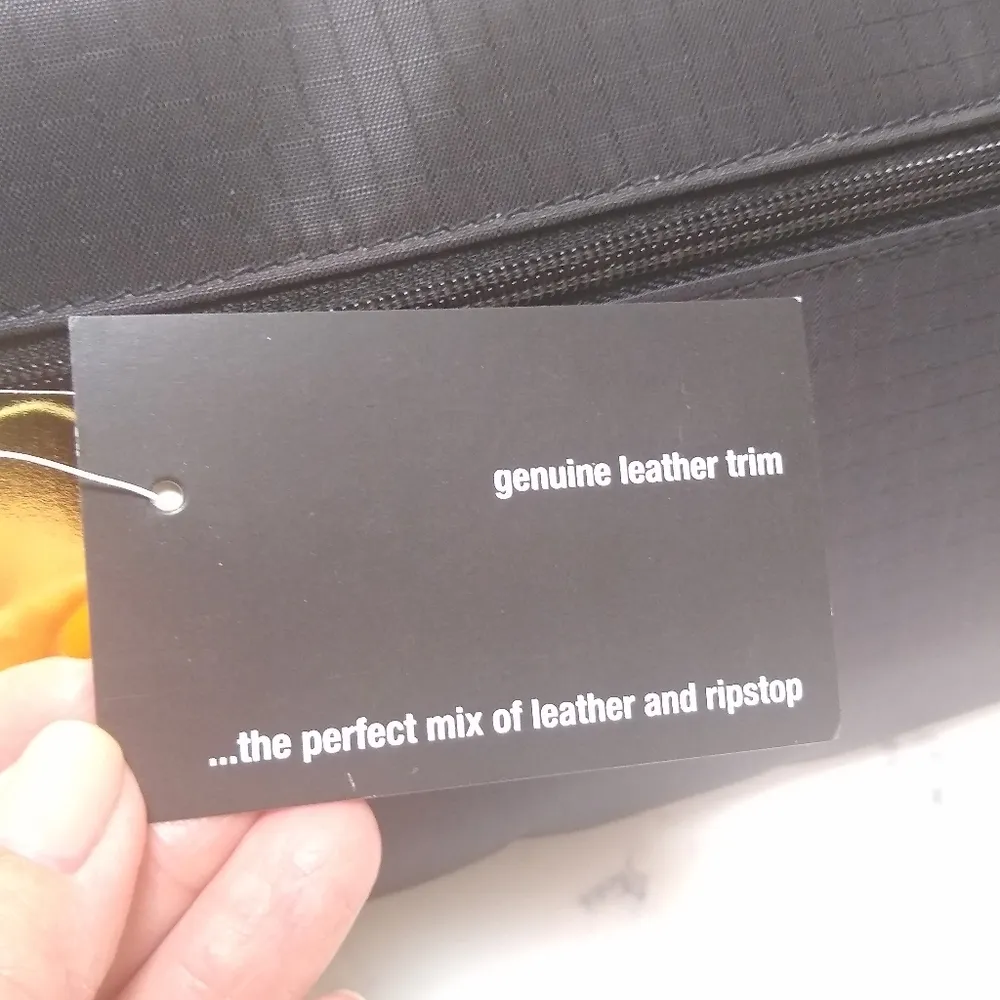 genuine leather trim
...the perfect mix of leather and ripstop